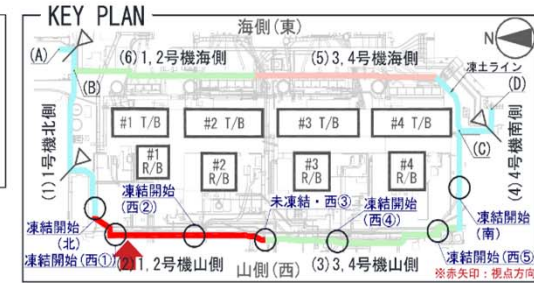 KEY PLAN
海側(東)
N
(A)
(B)
(6)1,2号機海側
(5)3,4号機海側
凍土ライン
(D)
(C)
#1 T/B
#2 T/B
#3 T/B
#4 T/B
(1)1号機北側
(4)4号機南側
#1
R/B
#2
R/B
#3
R/B
#4
R/B
凍結開始
(西②)
未凍結・西③
凍結開始
(西④)
凍結開始
(北)
凍結開始
(南)
凍結開始(西①)
(2)1,2号機山側
山側(西)
(3)3,4号機山側
凍結開始(西⑤)
※赤矢印:視点方向